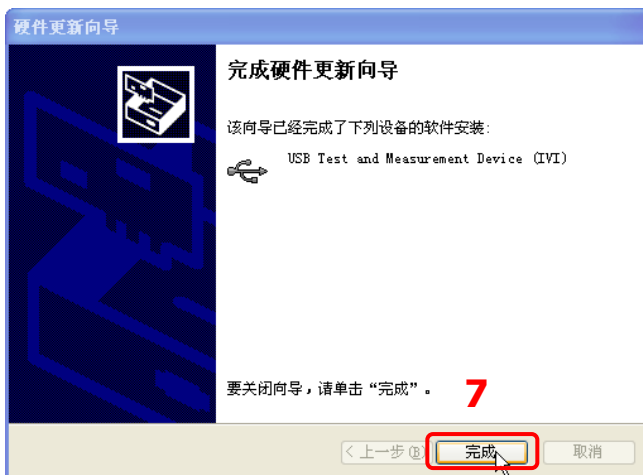 硬件更新向导
完成硬件更新向导
该向导已经完成了下列设备的软件安装:
USB Test and Measurement Device (IVI)
要关闭向导，请单击“完成”。
7
< 上一步(B) 完成 取消